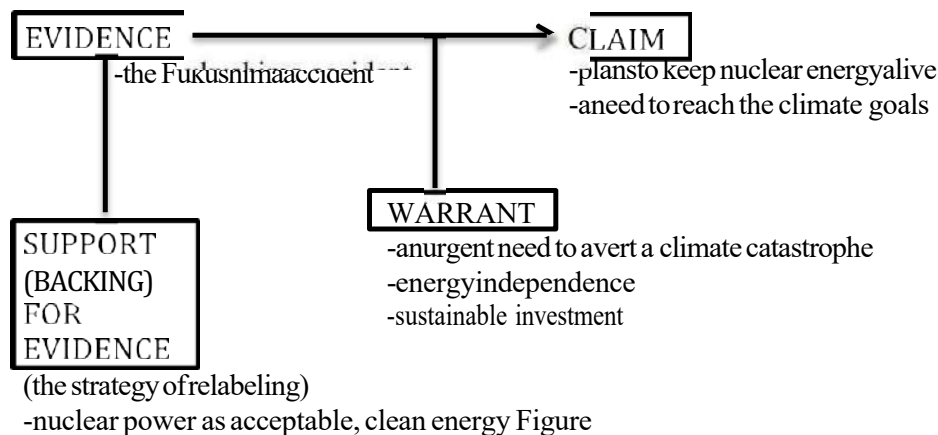 EVIDENCE
-the Fukushimaaccident
CLAIM
-plansto keep nuclear energyalive
-aneed to reach the climate goals
WARRANT
-anurgent need to avert a climate catastrophe
-energyindependence
-sustainable investment
SUPPORT
(BACKING)
FOR
EVIDENCE
(the strategy ofrelabeling)
-nuclear power as acceptable, clean energy Figure